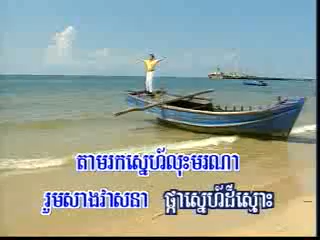 តាមរកស្នេហ៍លុះមរណា
រួមសាងវាសនា ផ្កាស្នេហ៍ដ៏ស្មោះ